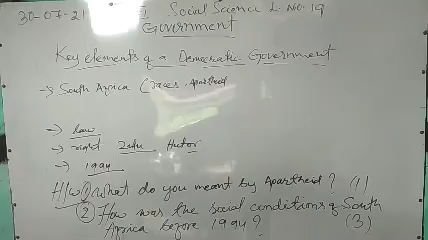 30-07-21 Social Science L No. 19
Government
Key elements of a Democratic Government
→ South Africa (races, Apartheid
→ law
→ Zulu
→ 1994
H/w ① What do you meant by Apartheid? (1)
② How was the social conditions of South
Africa before 1994? (3)